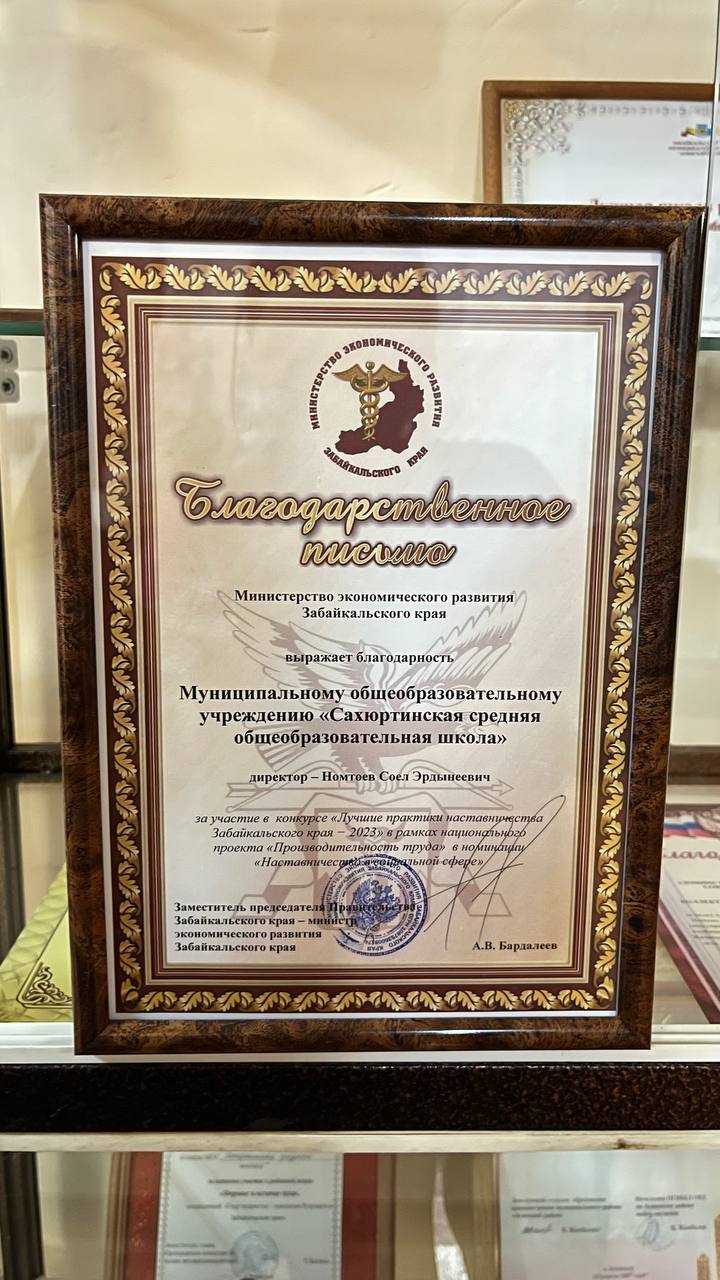 МИНИСТЕРСТВО ЭКОНОМИЧЕСКОГО РАЗВИТИЯ
ЗАБАЙКАЛЬСКОГО КРАЯ
Благодарственное
письмо
Министерство экономического развития
Забайкальского края
выражает благодарность
Муниципальному общеобразовательному
учреждению «Сахюртинская средняя
общеобразовательная школа»
директор – Номтоев Соел Эрдынеевич
за участие в конкурсе «Лучшие практики наставничества
Забайкальского края – 2023» в рамках национального
проекта «Производительность труда» в номинации
«Наставничество в социальной сфере»
Заместитель председателя Правительства
Забайкальского края – министр
экономического развития
Забайкальского края
А.В. Бардалеев